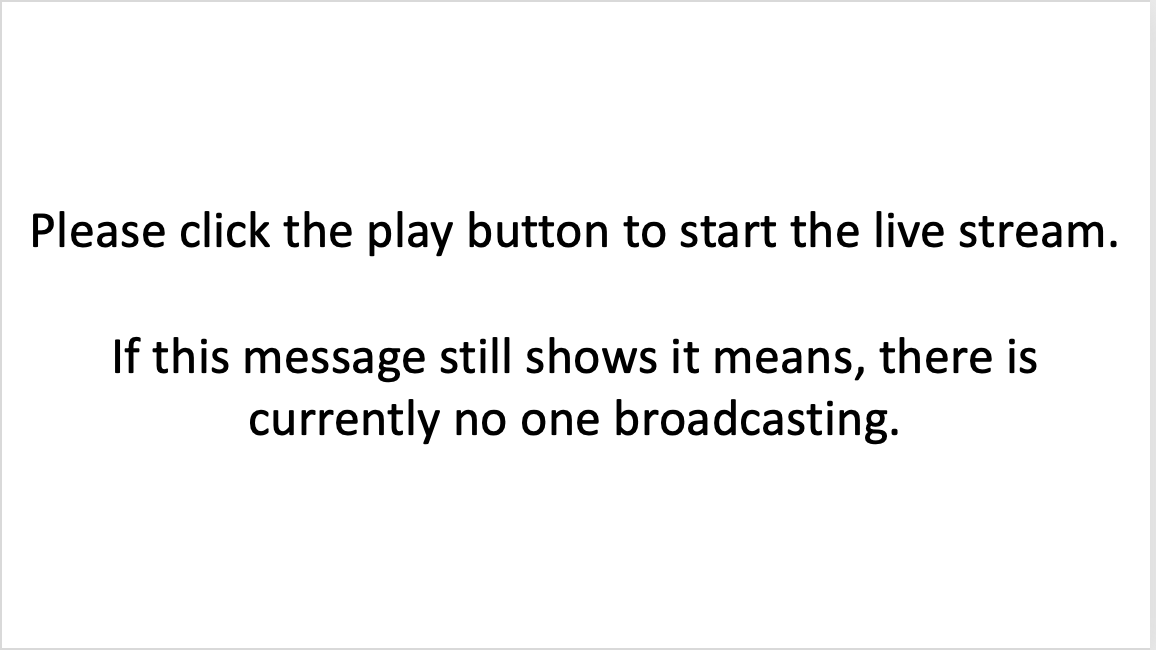 Please click the play button to start the live stream.
If this message still shows it means, there is
currently no one broadcasting.